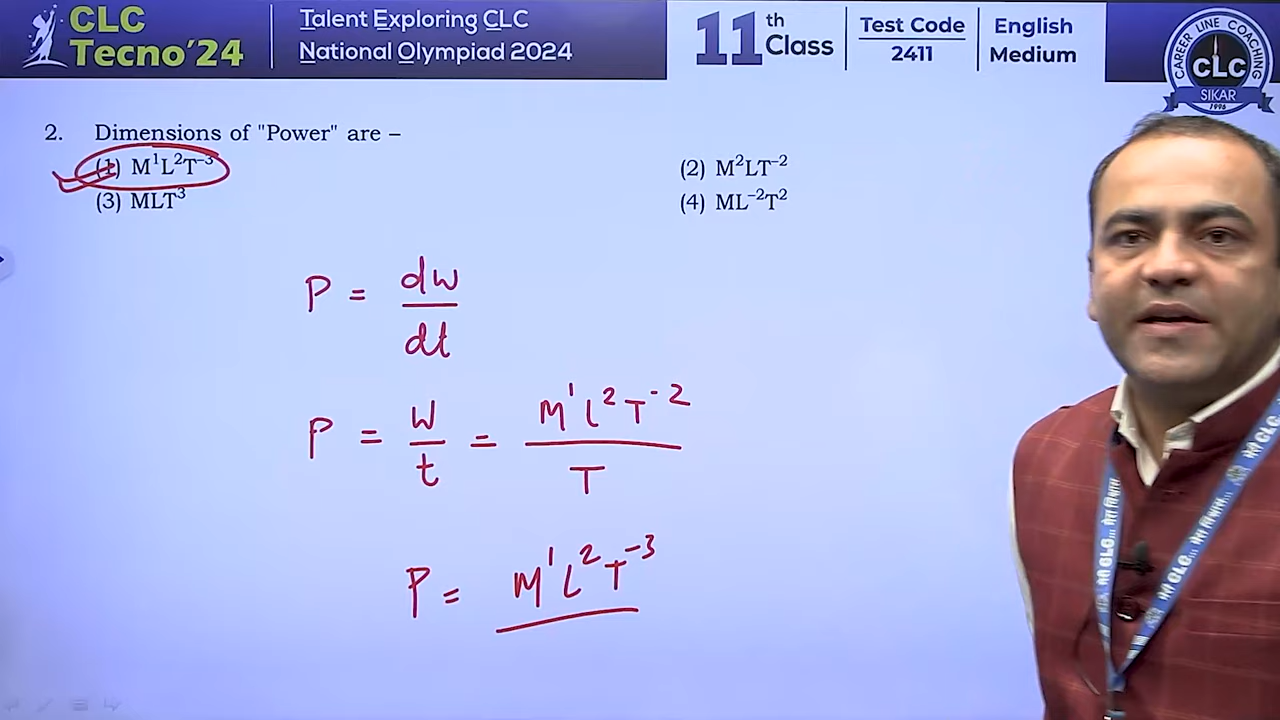 CLC
Tecno'24
Talent Exploring CLC
National Olympiad 2024
11th Class
Test Code
2411
English
Medium
CAREER LINE COACHING
CLC
SIKAR
1996
2. Dimensions of "Power" are –
(1) M¹L²T⁻³
(2) M²LT⁻²
(3) MLT³
(4) ML⁻²T²
P = dw/dt
P = W/t = M¹L²T⁻²/T
P = M¹L²T⁻³